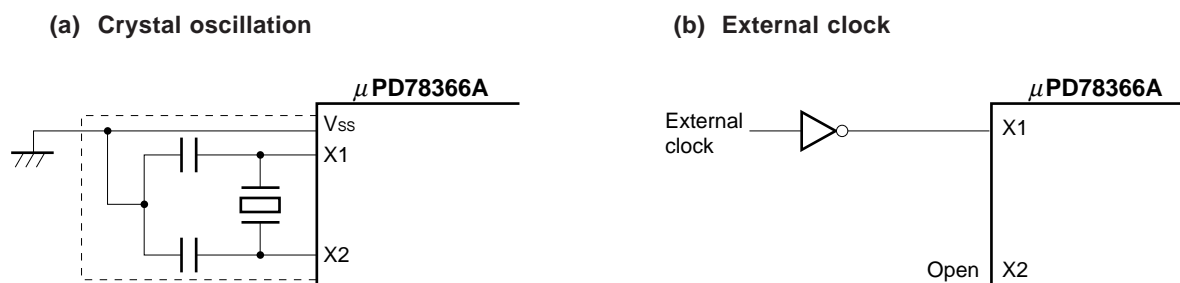 (a) Crystal oscillation
μPD78366A
VSS
X1
X2
(b) External clock
μPD78366A
External
clock
X1
Open
X2